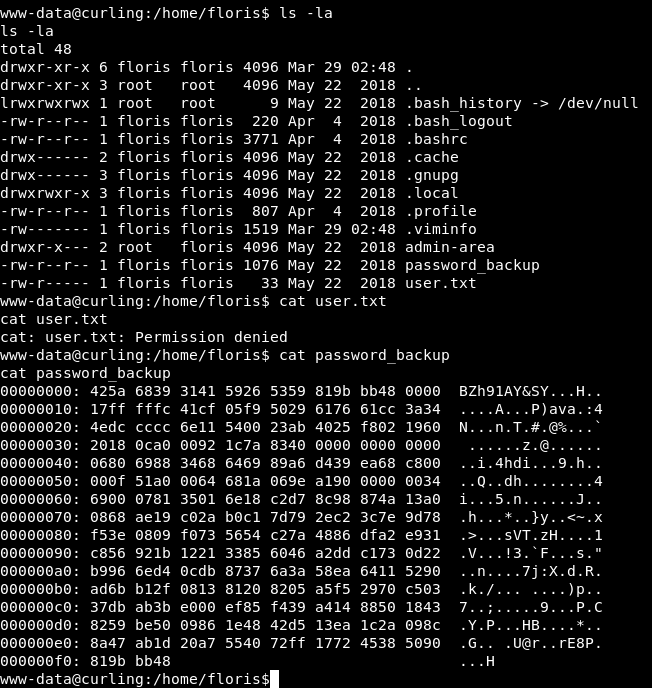 www-data@curling:/home/floris$ ls -la
ls -la
total 48
drwxr-xr-x 6 floris floris 4096 Mar 29 02:48 .
drwxr-xr-x 3 root   root   4096 May 22  2018 ..
lrwxrwxrwx 1 root   root      9 May 22  2018 .bash_history -> /dev/null
-rw-r--r-- 1 floris floris  220 Apr  4  2018 .bash_logout
-rw-r--r-- 1 floris floris 3771 Apr  4  2018 .bashrc
drwx------ 2 floris floris 4096 May 22  2018 .cache
drwx------ 3 floris floris 4096 May 22  2018 .gnupg
drwxrwxr-x 3 floris floris 4096 May 22  2018 .local
-rw-r--r-- 1 floris floris  807 Apr  4  2018 .profile
-rw------- 1 floris floris 1519 Mar 29 02:48 .viminfo
drwxr-x--- 2 root   floris 4096 May 22  2018 admin-area
-rw-r--r-- 1 floris floris 1076 May 22  2018 password_backup
-rw-r----- 1 floris floris   33 May 22  2018 user.txt
www-data@curling:/home/floris$ cat user.txt
cat user.txt
cat: user.txt: Permission denied
www-data@curling:/home/floris$ cat password_backup
cat password_backup
00000000: 425a 6839 3141 5926 5359 819b bb48 0000  BZh91AY&SY...H..
00000010: 17ff fffc 41cf 05f9 5029 6176 61cc 3a34  ....A...P)ava.:4
00000020: 4edc cccc 6e11 5400 23ab 4025 f802 1960  N...n.T.#.@%...`
00000030: 2018 0ca0 0092 1c7a 8340 0000 0000 0000   ......z.@......
00000040: 0680 6988 3468 6469 89a6 d439 ea68 c800  ..i.4hdi...9.h..
00000050: 000f 51a0 0064 681a 069e a190 0000 0034  ..Q..dh........4
00000060: 6900 0781 3501 6e18 c2d7 8c98 874a 13a0  i...5.n......J..
00000070: 0868 ae19 c02a b0c1 7d79 2ec2 3c7e 9d78  .h...*..}y..<~.x
00000080: f53e 0809 f073 5654 c27a 4886 dfa2 e931  .>...sVT.zH....1
00000090: c856 921b 1221 3385 6046 a2dd c173 0d22  .V...!3.`F...s."
000000a0: b996 6ed4 0cdb 8737 6a3a 58ea 6411 5290  ..n....7j:X.d.R.
000000b0: ad6b b12f 0813 8120 8205 a5f5 2970 c503  .k./... ....)p..
000000c0: 37db ab3b e000 ef85 f439 a414 8850 1843  7..;.....9...P.C
000000d0: 8259 be50 0986 1e48 42d5 13ea 1c2a 098c  .Y.P...HB....*..
000000e0: 8a47 ab1d 20a7 5540 72ff 1772 4538 5090  .G.. .U@r..rE8P.
000000f0: 819b bb48                                ...H
www-data@curling:/home/floris$